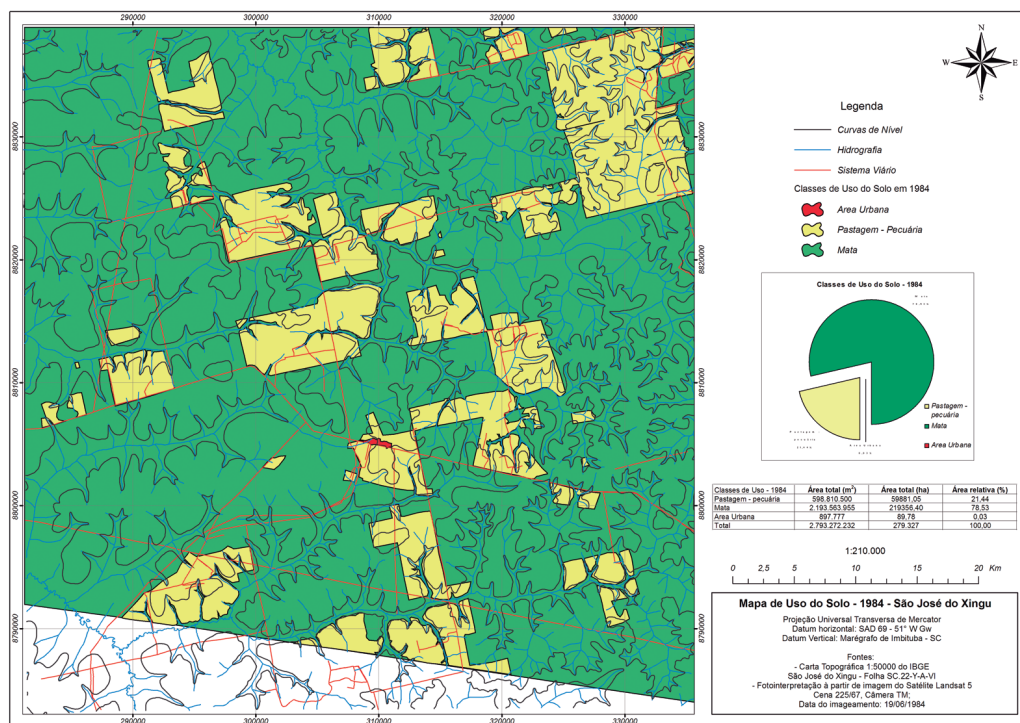 290000 300000 310000 320000 330000
8830000
8820000
8810000
8800000
8790000
8830000
8820000
8810000
8800000
8790000
290000 300000 310000 320000 330000
N
W E
S
Legenda
Curvas de Nível
Hidrografia
Sistema Viário
Classes de Uso do Solo em 1984
Area Urbana
Pastagem - Pecuária
Mata
Classes de Uso do Solo - 1984
Pastagem -
pecuária
Mata
Area Urbana
Classes de Uso - 1984 Área total (m²) Área total (ha) Área relativa (%)
Pastagem - pecuária 598.810.500 59881,05 21,44
Mata 2.193.563.955 219356,40 78,53
Area Urbana 897.777 89,78 0,03
Total 2.793.272.232 279.327 100,00
1:210.000
0 2,5 5 10 15 20 Km
Mapa de Uso do Solo - 1984 - São José do Xingu
Projeção Universal Transversa de Mercator
Datum horizontal: SAD 69 - 51° W Gw
Datum Vertical: Marégrafo de Imbituba - SC
Fontes:
- Carta Topográfica 1:50000 do IBGE
São José do Xingu - Folha SC.22-Y-A-VI
- Fotointerpretação à partir de imagem do Satélite Landsat 5
Cena 225/67, Câmera TM;
Data do imageamento: 19/06/1984